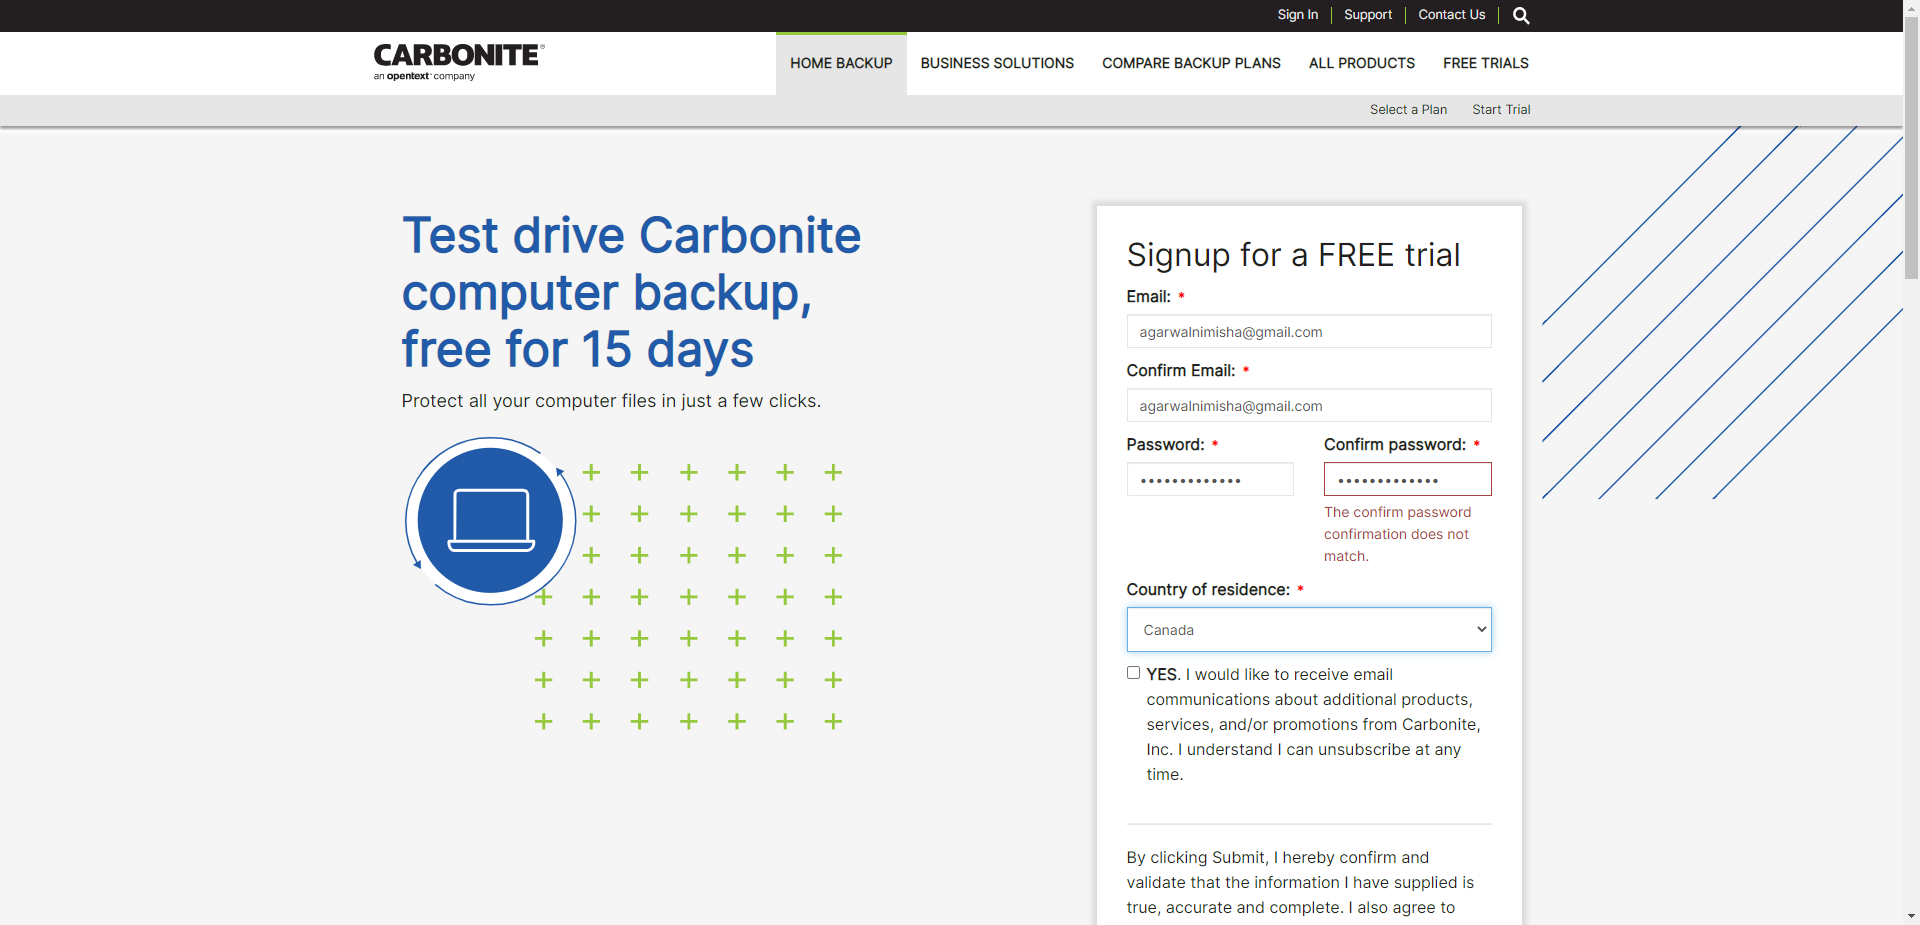 Sign In
Support
Contact Us
CARBONITE®
an opentext™ company
HOME BACKUP
BUSINESS SOLUTIONS
COMPARE BACKUP PLANS
ALL PRODUCTS
FREE TRIALS
Select a Plan
Start Trial
Test drive Carbonite
computer backup,
free for 15 days
Protect all your computer files in just a few clicks.
Signup for a FREE trial
Email: *
agarwalnimisha@gmail.com
Confirm Email: *
agarwalnimisha@gmail.com
Password: *
•••••••••••••
Confirm password: *
•••••••••••••
The confirm password
confirmation does not
match.
Country of residence: *
Canada
YES. I would like to receive email
communications about additional products,
services, and/or promotions from Carbonite,
Inc. I understand I can unsubscribe at any
time.
By clicking Submit, I hereby confirm and
validate that the information I have supplied is
true, accurate and complete. I also agree to